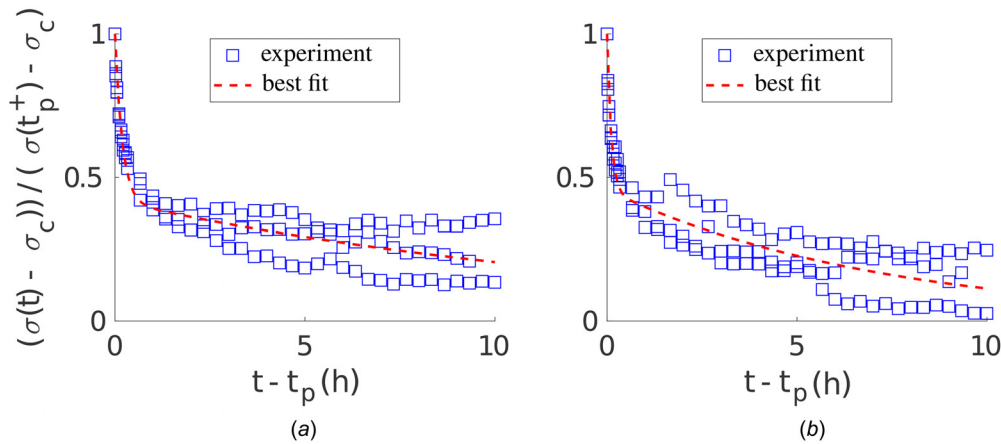 (σ(t) - σc)) / ( σ(tp+) - σc)
1
0.5
0
0
5
10
t - tp (h)
experiment
best fit
(a)
1
0.5
0
0
5
10
t - tp (h)
experiment
best fit
(b)